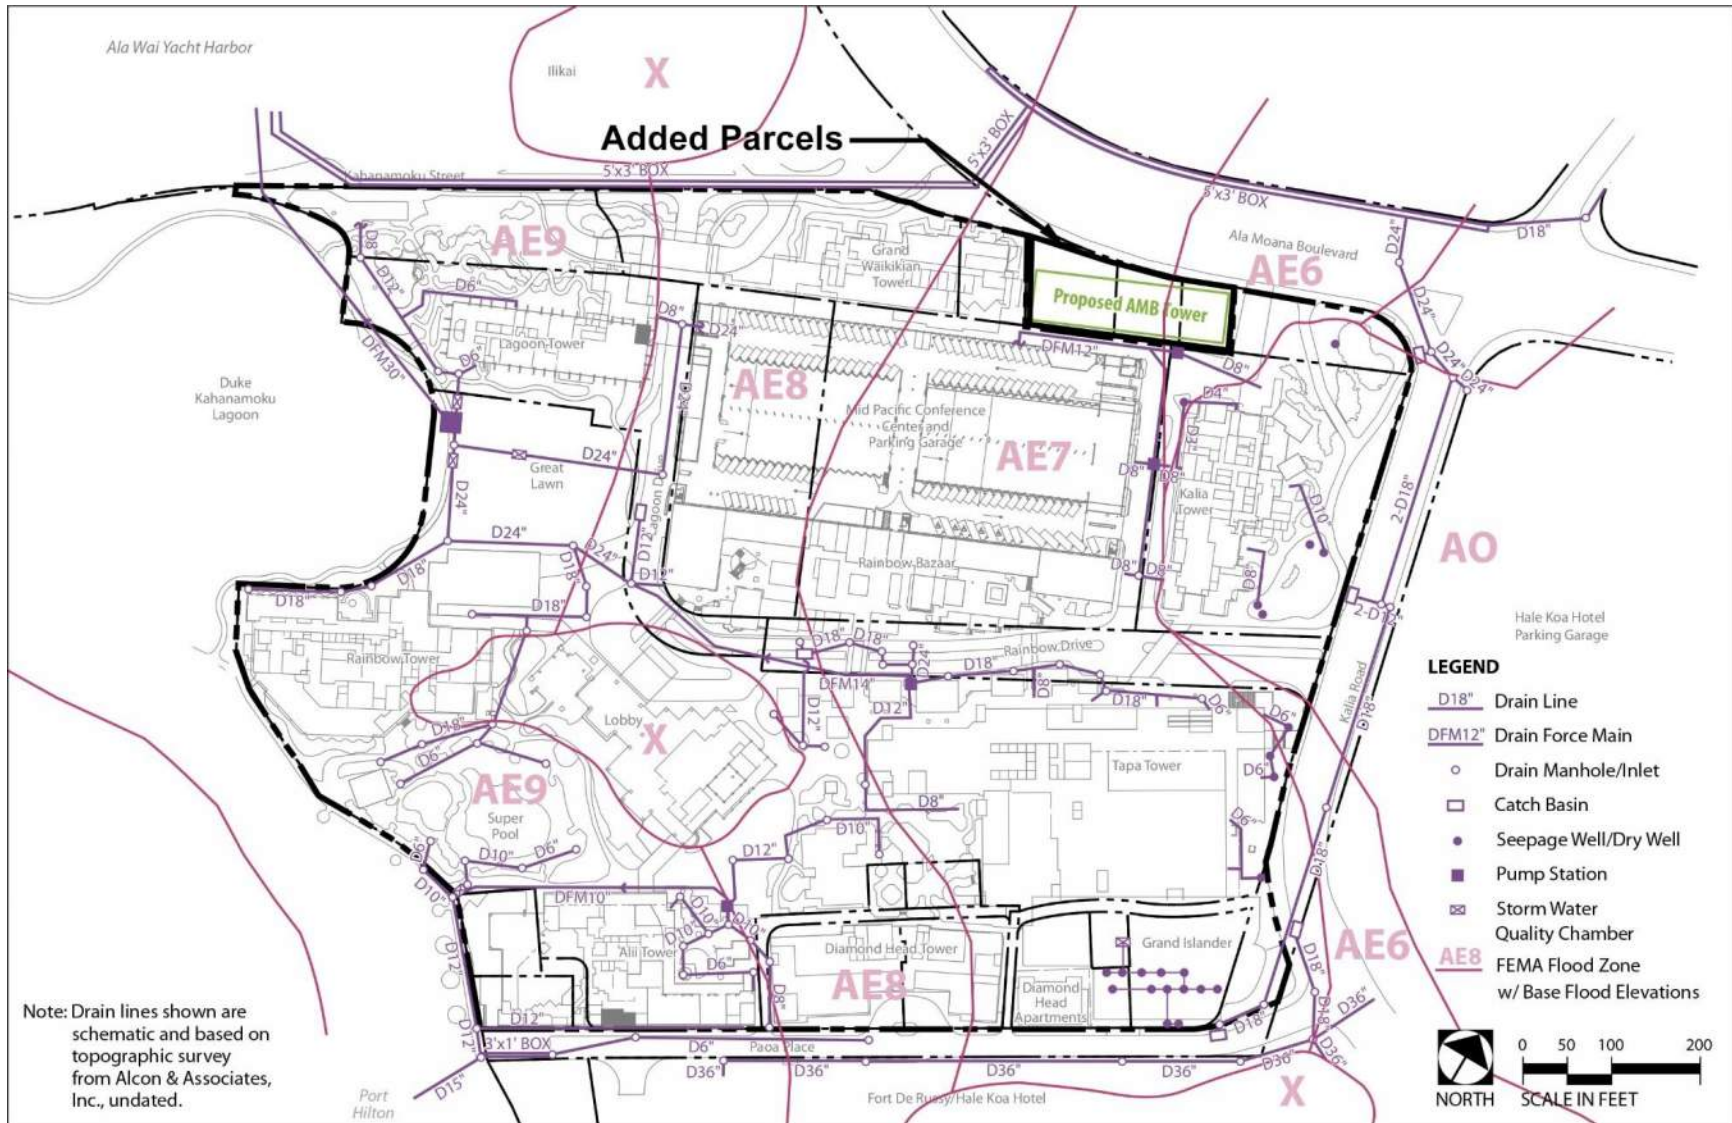 Ala Wai Yacht Harbor
Ilikai
X
Added Parcels
5'x3' BOX
Kahanamoku Street
5'x3' BOX
5'x3' BOX
D18"
Ala Moana Boulevard
AE6
D24"
D8"
AE9
Grand
Waikikian
Tower
Proposed AMB Tower
D12"
D6"
D8"
D24"
DFM12"
D24"
Lagoon Tower
D6"
D8"
D24"
D24"
DFM30"
Duke
Kahanamoku
Lagoon
AE8
D24"
Mid Pacific Conference
Center and
Parking Garage
AE7
D4"
D3"
D24"
Great
Lawn
D8"
D8"
Kalia
Tower
D10"
2-D18"
AO
D24"
Lagoon Drive
D24"
D24"
D12"
D12"
Rainbow Bazaar
D8"
D8"
D8"
D18"
D18"
D18"
D18"
2-D12"
Hale Koa Hotel
Parking Garage
D18"
D18"
D24"
Rainbow Drive
Rainbow Tower
D18"
DFM14"
D8"
D18"
D6"
Kalia Road
D18"
Lobby
X
D12"
D12"
D18"
D6"
D6"
Tapa Tower
D6"
AE9
Super
Pool
D8"
D10"
D6"
D6"
D10"
D6"
D12"
D18"
D10"
DFM10"
D10"
D10"
D10"
D12"
Alii Tower
D6"
Diamond Head Tower
AE8
D8"
Grand Islander
Diamond
Head
Apartments
AE6
D18"
D18"
D36"
D12"
D12"
3'x1' BOX
D6"
Paoa Place
D18"
D36"
D36"
D36"
D36"
D36"
D36"
D15"
Port
Hilton
Fort De Russy/Hale Koa Hotel
X
Note: Drain lines shown are
schematic and based on
topographic survey
from Alcon & Associates,
Inc., undated.
LEGEND
D18" Drain Line
DFM12" Drain Force Main
Drain Manhole/Inlet
Catch Basin
Seepage Well/Dry Well
Pump Station
Storm Water
Quality Chamber
AE8 FEMA Flood Zone
w/ Base Flood Elevations
NORTH
0 50 100 200
SCALE IN FEET